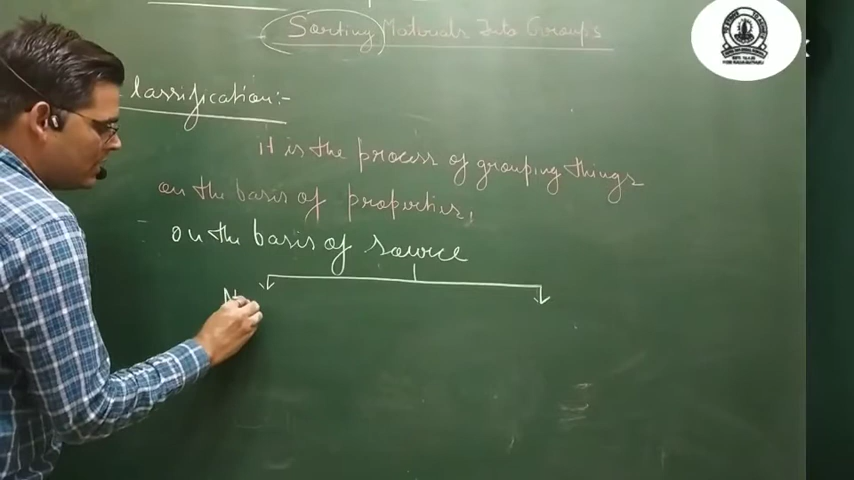 Sorting Materials Into Groups
lassification:-
it is the process of grouping things
on the basis of properties,
on the basis of source
N